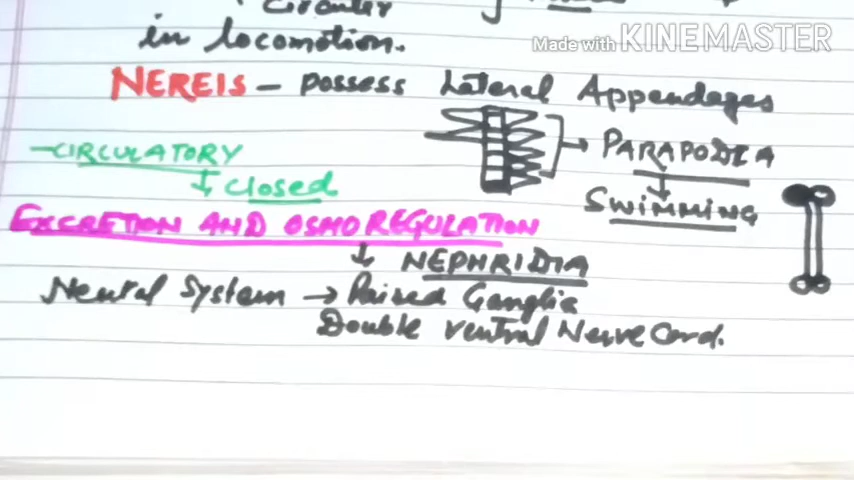 Circular
in locomotion.
Made with KINEMASTER
NEREIS - Possess Lateral Appendages
PARAPODIA
-CIRCULATORY
closed
SWIMMING
EXCRETION AND OSMOREGULATION
NEPHRIDIA
Neural System → Paired Ganglia
Double ventral Nerve Cord.